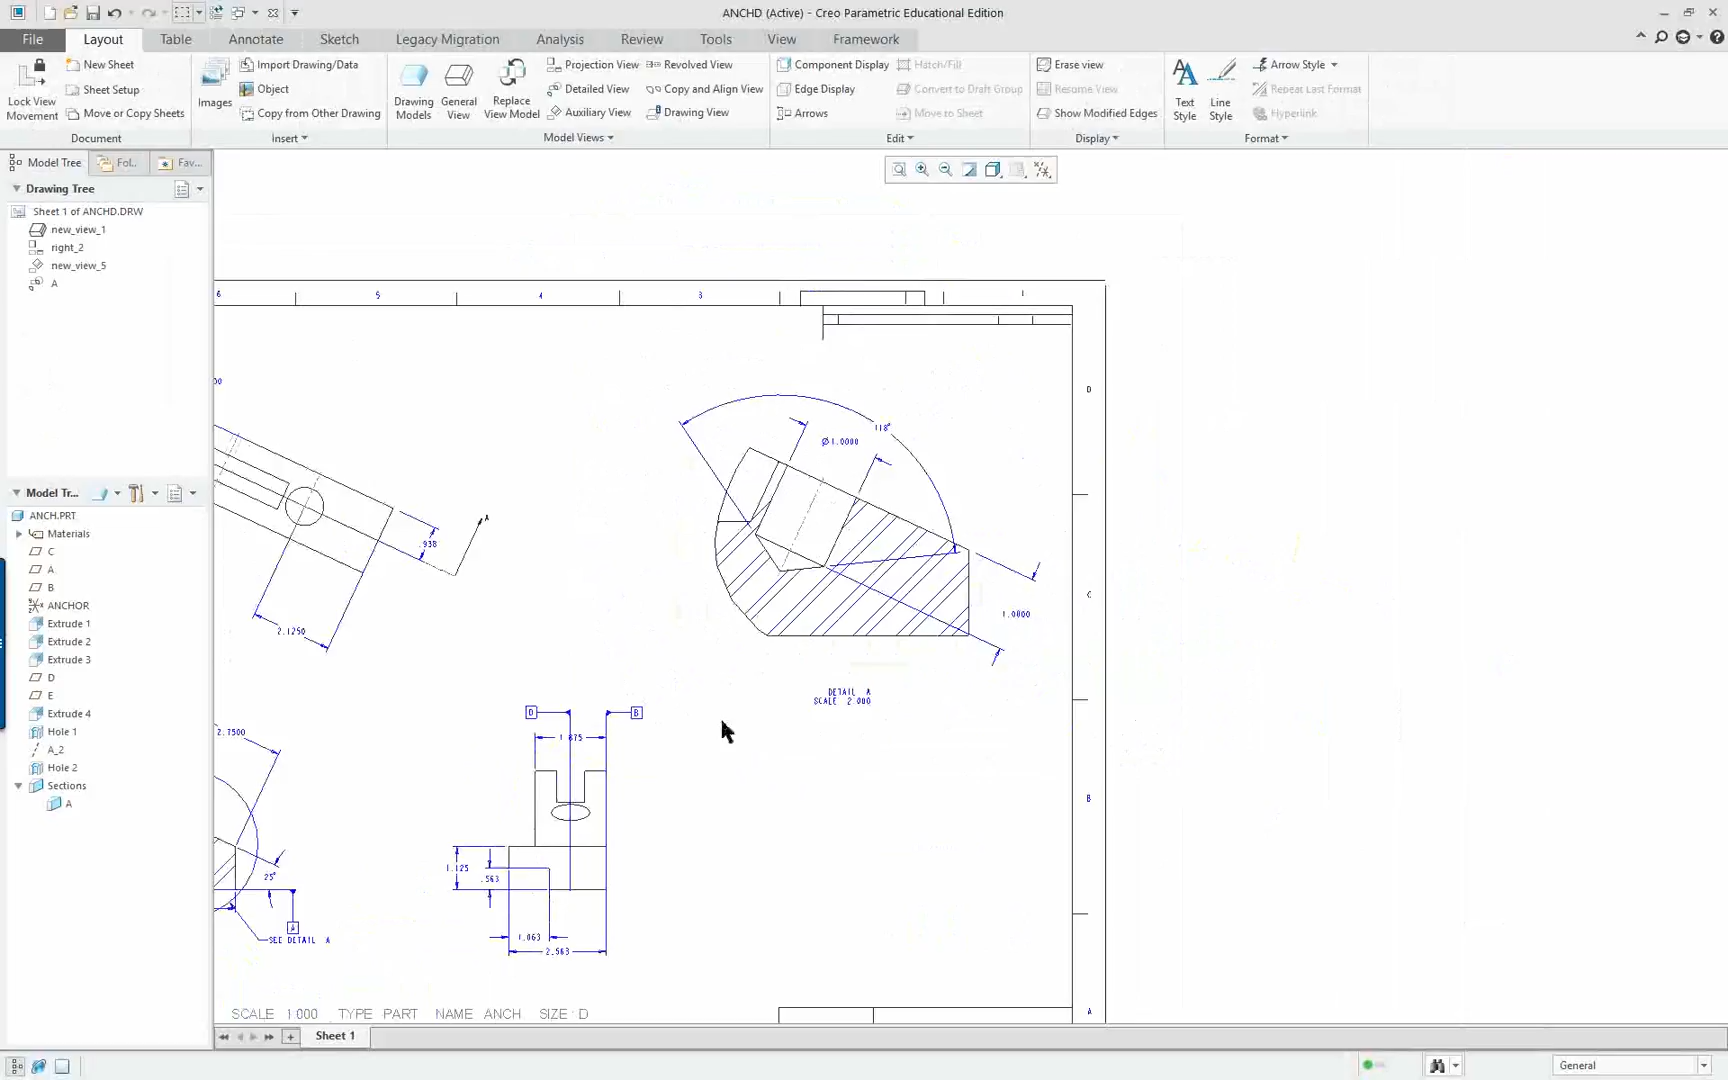 ANCHD (Active) - Creo Parametric Educational Edition
File Layout Table Annotate Sketch Legacy Migration Analysis Review Tools View Framework
Lock View Movement
New Sheet
Sheet Setup
Move or Copy Sheets
Document
Images
Import Drawing/Data
Object
Copy from Other Drawing
Insert
Drawing Models
General View
Replace View Model
Projection View
Detailed View
Auxiliary View
Revolved View
Copy and Align View
Drawing View
Model Views
Component Display
Edge Display
Arrows
Hatch/Fill
Convert to Draft Group
Move to Sheet
Edit
Erase view
Resume View
Show Modified Edges
Display
Text Style
Line Style
Arrow Style
Repeat Last Format
Hyperlink
Format
Model Tree Fol... Fav...
Drawing Tree
Sheet 1 of ANCHD.DRW
new_view_1
right_2
new_view_5
A
Model Tr...
ANCH.PRT
Materials
C
A
B
ANCHOR
Extrude 1
Extrude 2
Extrude 3
D
E
Extrude 4
Hole 1
A_2
Hole 2
Sections
A
6 5 4 3 1
D
C
B
A
118°
Ø1.0000
1.0000
DETAIL A
SCALE 2.000
A
.938
2.1250
2.7500
25°
SEE DETAIL A
D B
1.875
1.125
.563
1.063
2.563
SCALE 1.000 TYPE PART NAME ANCH SIZE D
Sheet 1
General